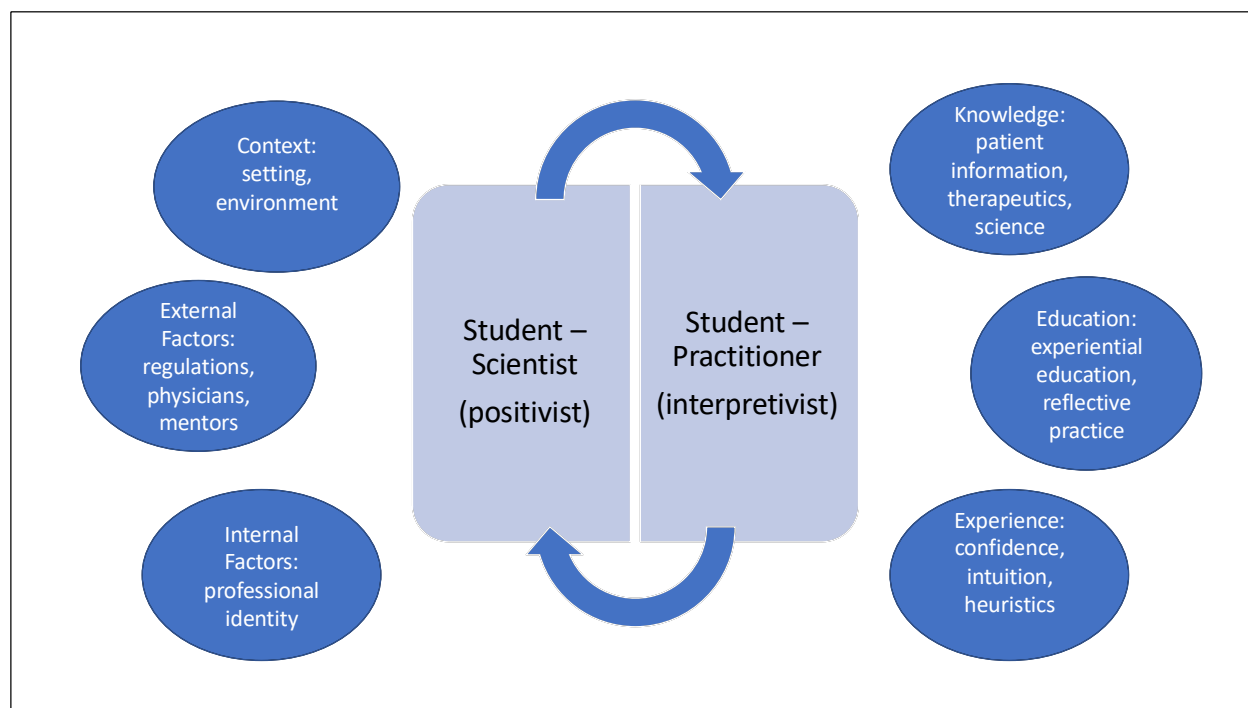 Context:
setting,
environment
External
Factors:
regulations,
physicians,
mentors
Internal
Factors:
professional
identity
Student –
Scientist
(positivist)
Student –
Practitioner
(interpretivist)
Knowledge:
patient
information,
therapeutics,
science
Education:
experiential
education,
reflective
practice
Experience:
confidence,
intuition,
heuristics